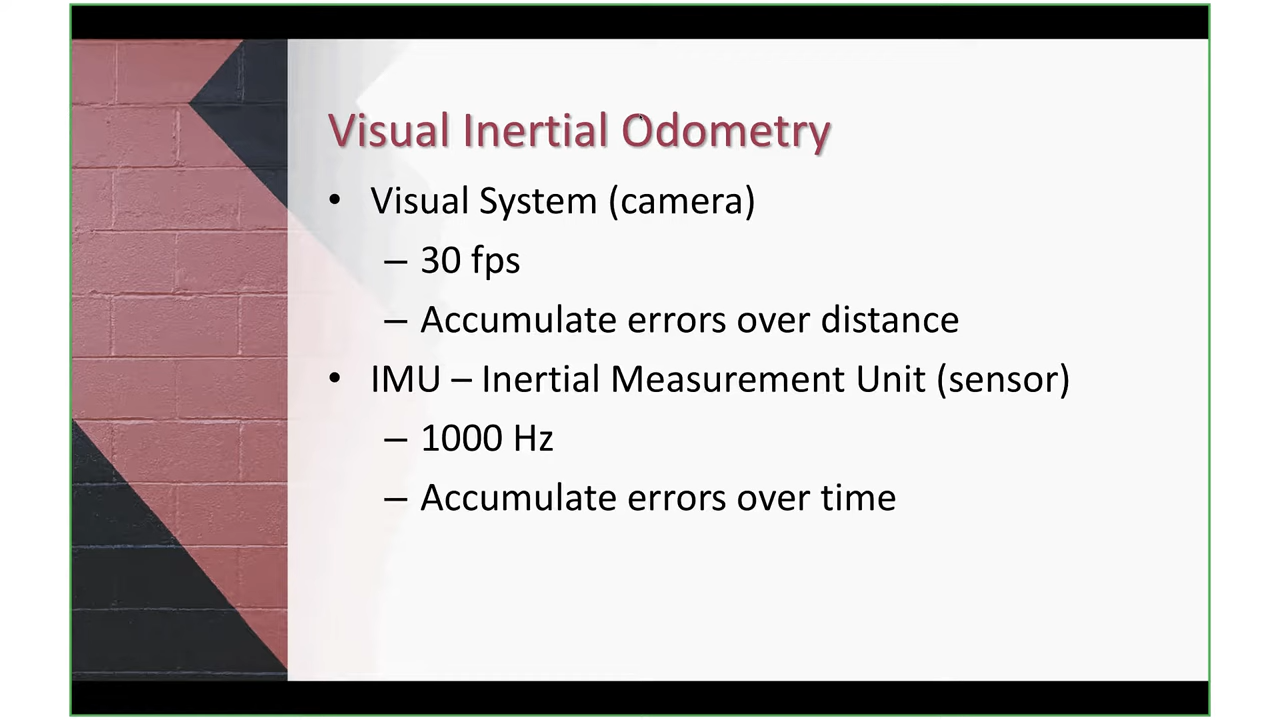 Visual Inertial Odometry
• Visual System (camera)
– 30 fps
– Accumulate errors over distance
• IMU – Inertial Measurement Unit (sensor)
– 1000 Hz
– Accumulate errors over time